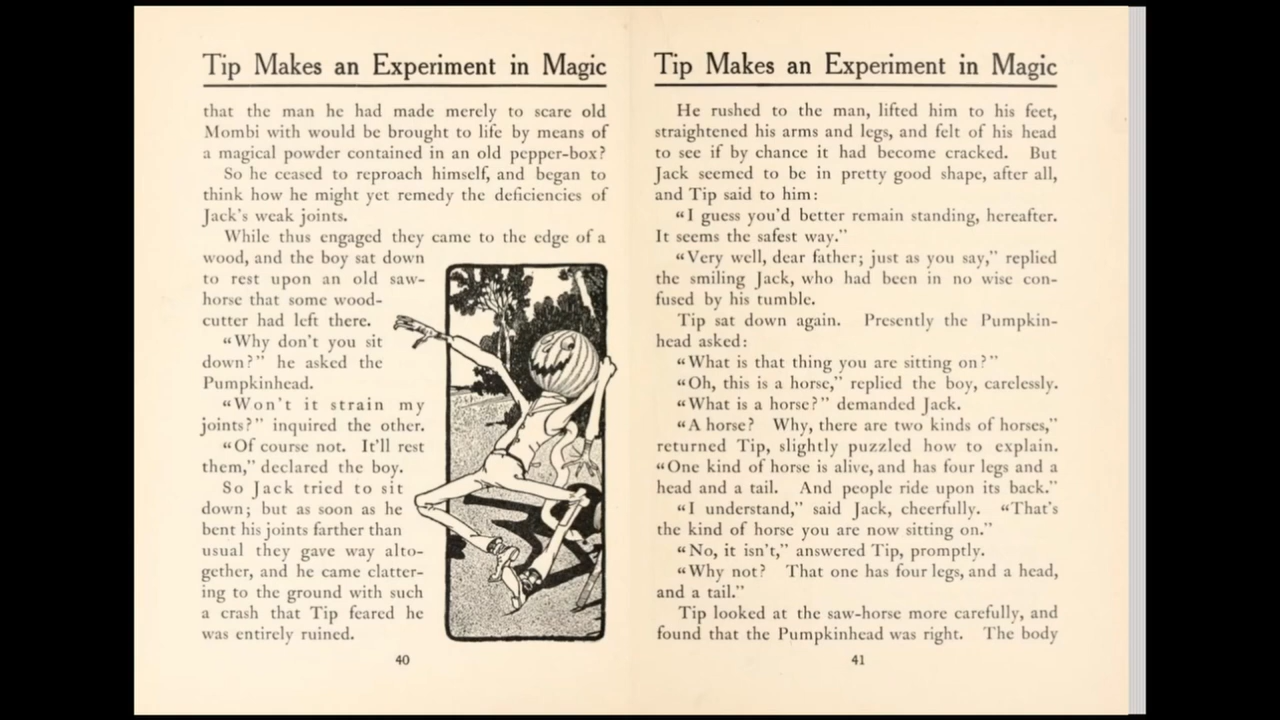 Tip Makes an Experiment in Magic
that the man he had made merely to scare old
Mombi with would be brought to life by means of
a magical powder contained in an old pepper-box?
So he ceased to reproach himself, and began to
think how he might yet remedy the deficiencies of
Jack's weak joints.
While thus engaged they came to the edge of a
wood, and the boy sat down
to rest upon an old saw-
horse that some wood-
cutter had left there.
"Why don't you sit
down?" he asked the
Pumpkinhead.
"Won't it strain my
joints?" inquired the other.
"Of course not. It'll rest
them," declared the boy.
So Jack tried to sit
down; but as soon as he
bent his joints farther than
usual they gave way alto-
gether, and he came clatter-
ing to the ground with such
a crash that Tip feared he
was entirely ruined.
40
Tip Makes an Experiment in Magic
He rushed to the man, lifted him to his feet,
straightened his arms and legs, and felt of his head
to see if by chance it had become cracked. But
Jack seemed to be in pretty good shape, after all,
and Tip said to him:
"I guess you'd better remain standing, hereafter.
It seems the safest way."
"Very well, dear father; just as you say," replied
the smiling Jack, who had been in no wise con-
fused by his tumble.
Tip sat down again. Presently the Pumpkin-
head asked:
"What is that thing you are sitting on?"
"Oh, this is a horse," replied the boy, carelessly.
"What is a horse?" demanded Jack.
"A horse? Why, there are two kinds of horses,"
returned Tip, slightly puzzled how to explain.
"One kind of horse is alive, and has four legs and a
head and a tail. And people ride upon its back."
"I understand," said Jack, cheerfully. "That's
the kind of horse you are now sitting on."
"No, it isn't," answered Tip, promptly.
"Why not? That one has four legs, and a head,
and a tail."
Tip looked at the saw-horse more carefully, and
found that the Pumpkinhead was right. The body
41